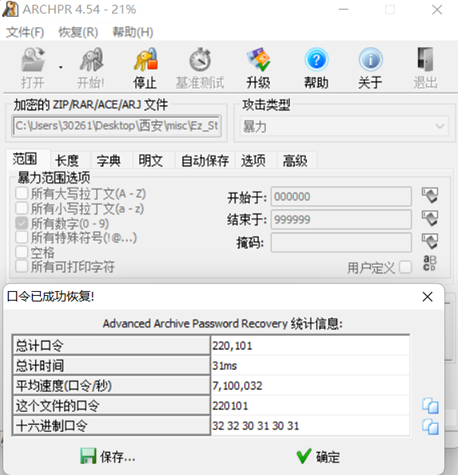 ARCHPR 4.54 - 21%
文件(F) 恢复(R) 帮助(H)
打开 开始! 停止 基准测试 升级 帮助 关于 退出
加密的 ZIP/RAR/ACE/ARJ 文件 攻击类型
C:\Users\30261\Desktop\西安\misc\Ez_St 暴力
范围 长度 字典 明文 自动保存 选项 高级
暴力范围选项
所有大写拉丁文(A - Z)
所有小写拉丁文(a - z)
所有数字(0 - 9)
所有特殊符号(!@...)
空格
所有可打印字符
开始于: 000000
结束于: 999999
掩码:
用户定义
口令已成功恢复!
Advanced Archive Password Recovery 统计信息:
总计口令 220,101
总计时间 31ms
平均速度(口令/秒) 7,100,032
这个文件的口令 220101
十六进制口令 32 32 30 31 30 31
保存... 确定